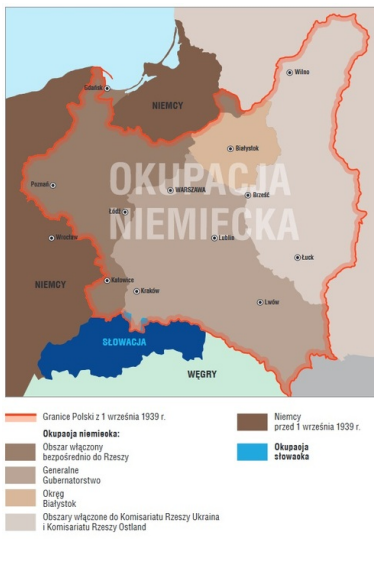 Gdańsk
Wilno
NIEMCY
Białystok
OKUPACJA
NIEMIECKA
Poznań
WARSZAWA
Brześć
Łódź
Wrocław
Lublin
Łuck
NIEMCY
Katowice
Kraków
Lwów
SŁOWACJA
WĘGRY
Granice Polski z 1 września 1939 r.
Okupacja niemiecka:
Obszar włączony
bezpośrednio do Rzeszy
Generalne
Gubernatorstwo
Okręg
Białystok
Obszary włączone do Komisariatu Rzeszy Ukraina
i Komisariatu Rzeszy Ostland
Niemcy
przed 1 września 1939 r.
Okupacja
słowacka